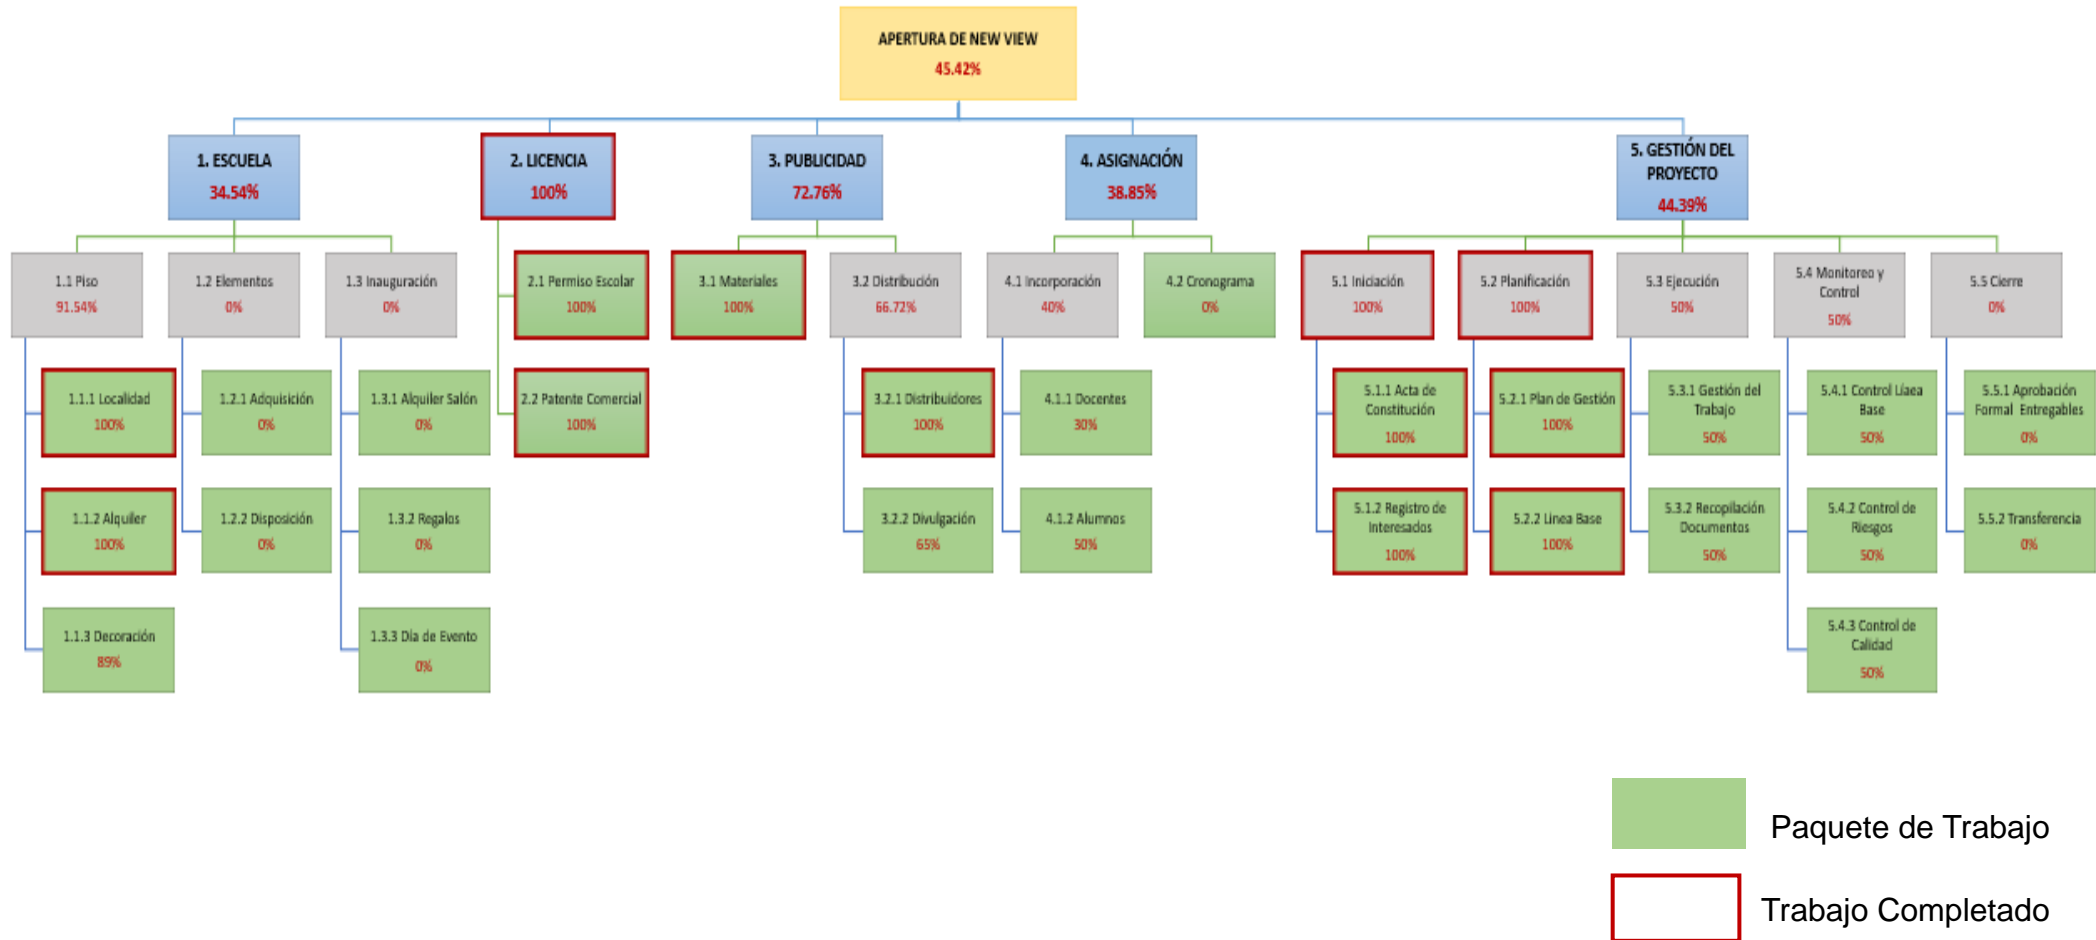 APERTURA DE NEW VIEW
45.42%
1. ESCUELA
34.54%
2. LICENCIA
100%
3. PUBLICIDAD
72.76%
4. ASIGNACIÓN
38.85%
5. GESTIÓN DEL
PROYECTO
44.39%
1.1 Piso
91.54%
1.2 Elementos
0%
1.3 Inauguración
0%
2.1 Permiso Escolar
100%
3.1 Materiales
100%
3.2 Distribución
66.72%
4.1 Incorporación
40%
4.2 Cronograma
0%
5.1 Iniciación
100%
5.2 Planificación
100%
5.3 Ejecución
50%
5.4 Monitoreo y
Control
50%
5.5 Cierre
0%
1.1.1 Localidad
100%
1.2.1 Adquisición
0%
1.3.1 Alquiler Salón
0%
2.2 Patente Comercial
100%
3.2.1 Distribuidores
100%
4.1.1 Docentes
30%
5.1.1 Acta de
Constitución
100%
5.2.1 Plan de Gestión
100%
5.3.1 Gestión del
Trabajo
50%
5.4.1 Control Líaea
Base
50%
5.5.1 Aprobación
Formal Entregables
0%
1.1.2 Alquiler
100%
1.2.2 Disposición
0%
1.3.2 Regalos
0%
3.2.2 Divulgación
65%
4.1.2 Alumnos
50%
5.1.2 Registro de
Interesados
100%
5.2.2 Linea Base
100%
5.3.2 Recopilación
Documentos
50%
5.4.2 Control de
Riesgos
50%
5.5.2 Transferencia
0%
1.1.3 Decoración
89%
1.3.3 Día de Evento
0%
5.4.3 Control de
Calidad
50%
Paquete de Trabajo
Trabajo Completado